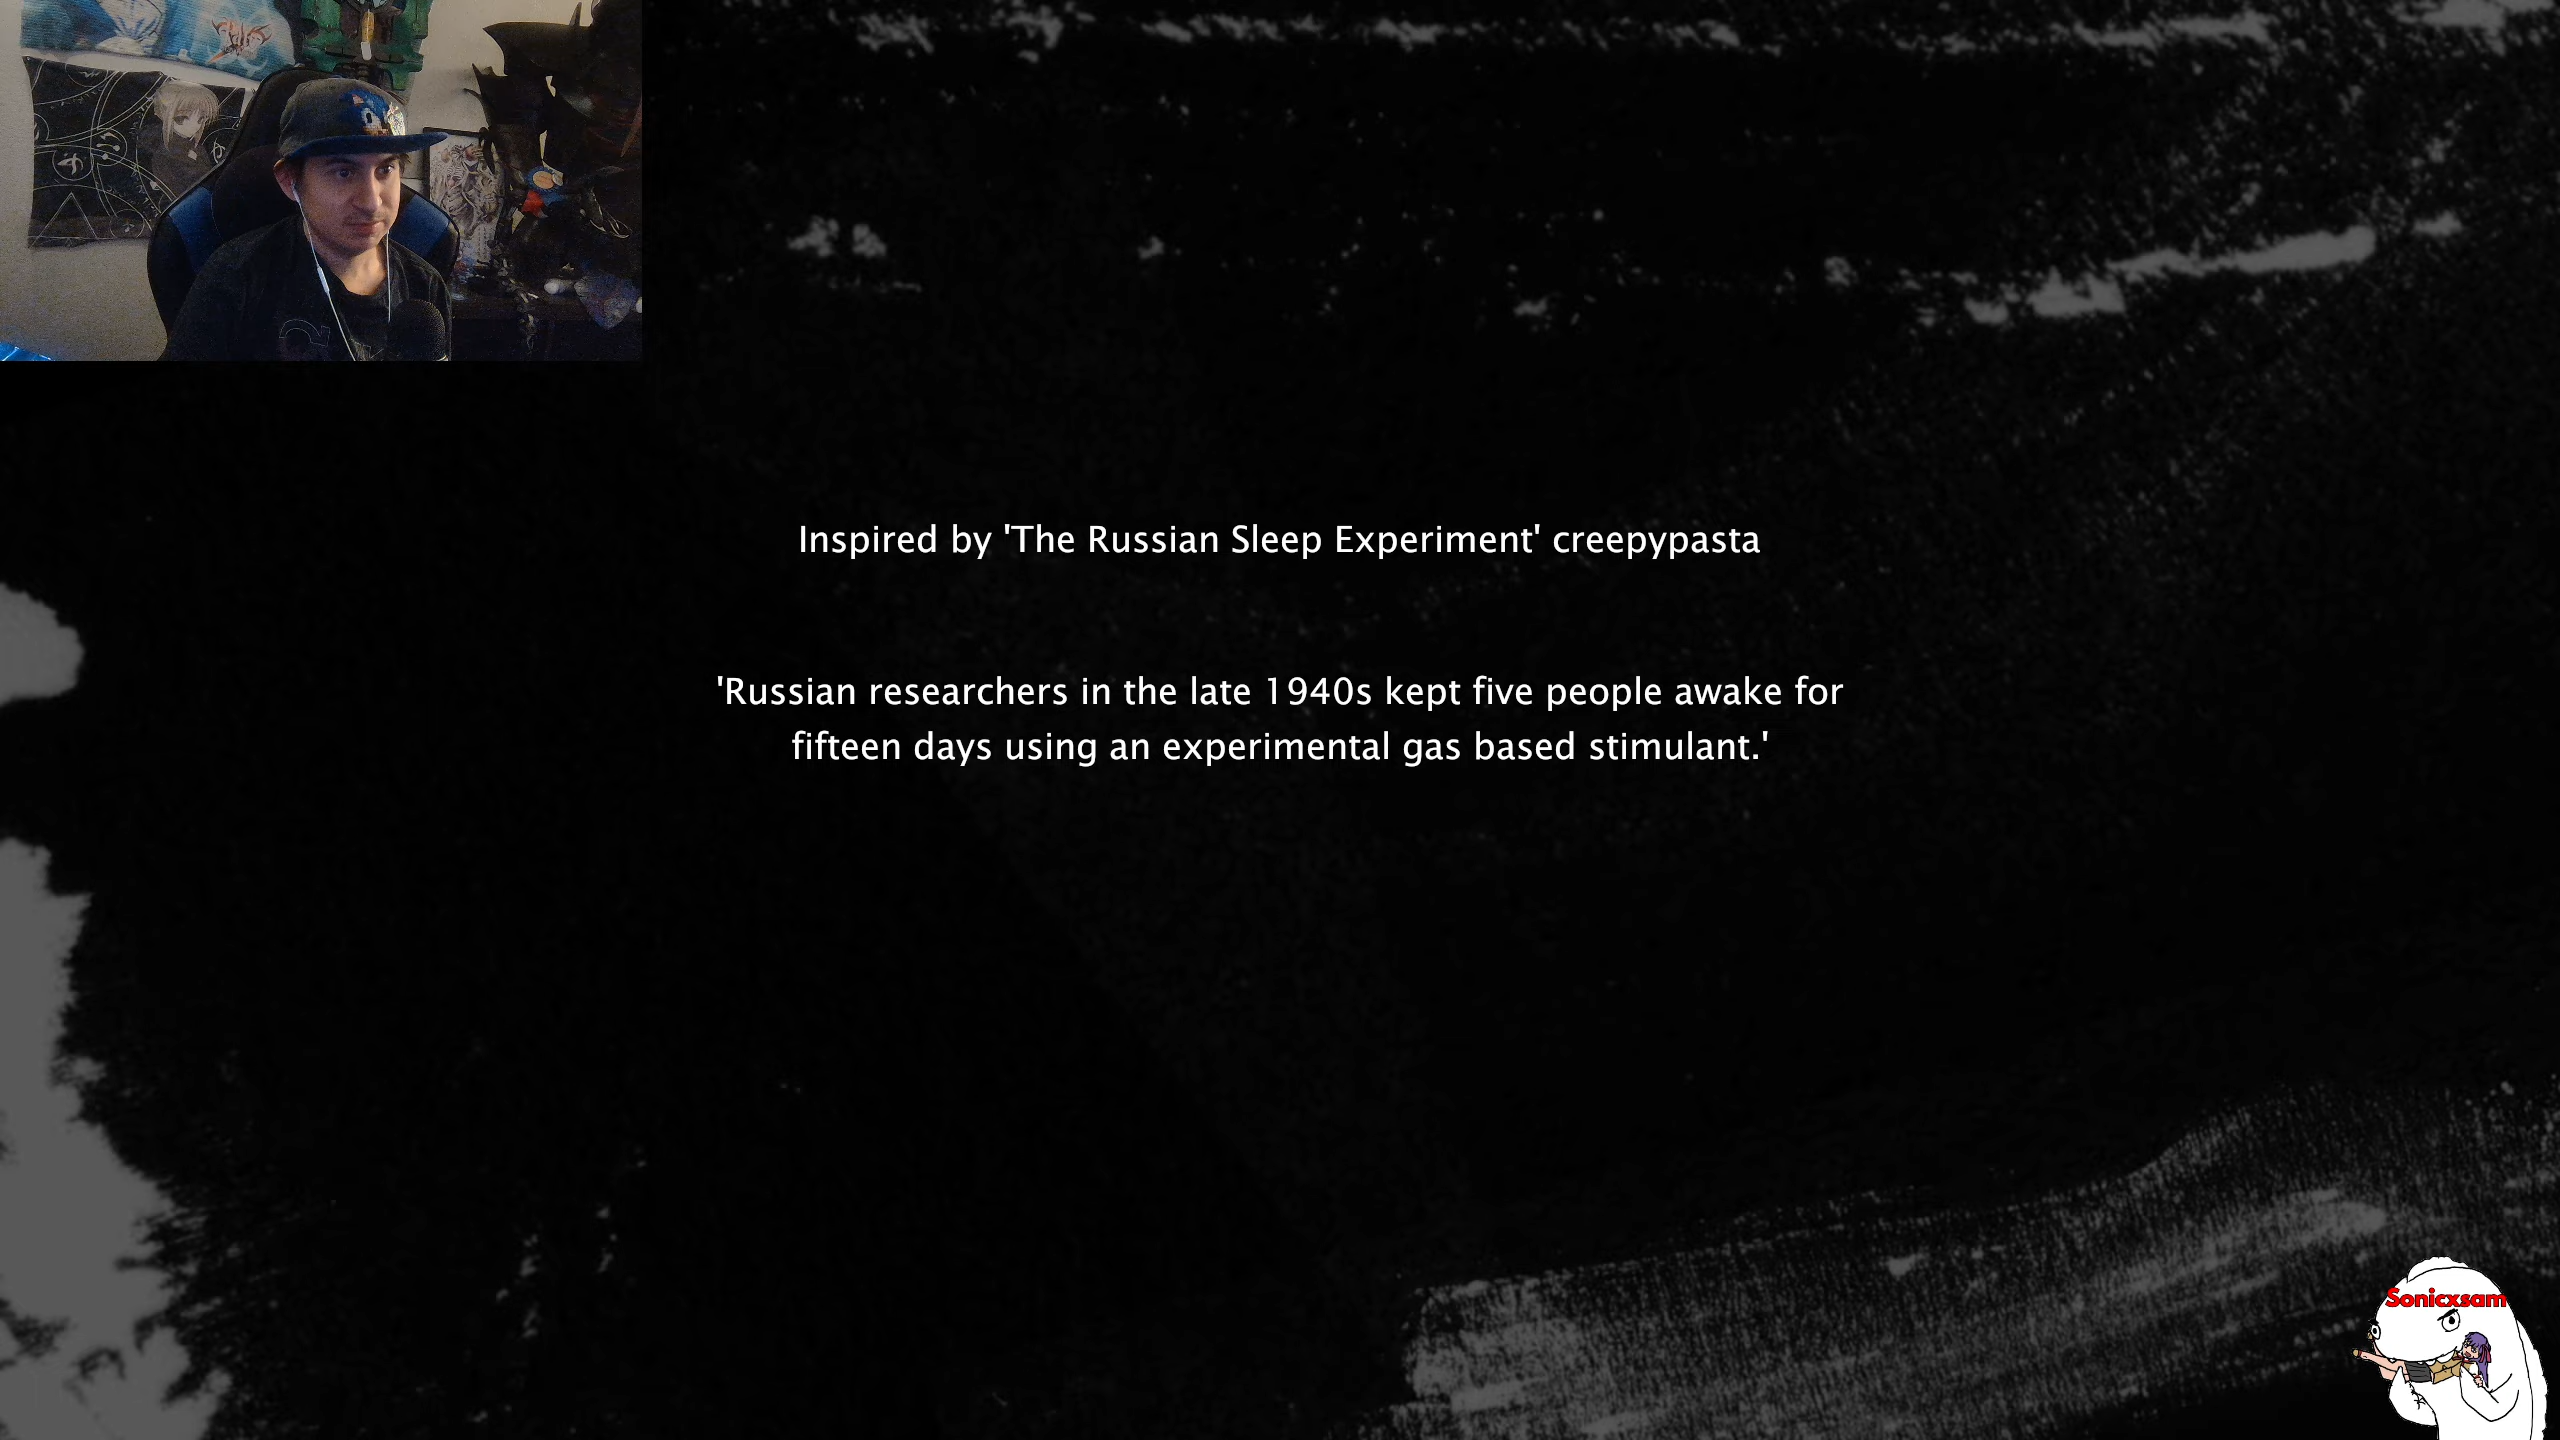 Inspired by 'The Russian Sleep Experiment' creepypasta
'Russian researchers in the late 1940s kept five people awake for
fifteen days using an experimental gas based stimulant.'
Sonicxsam